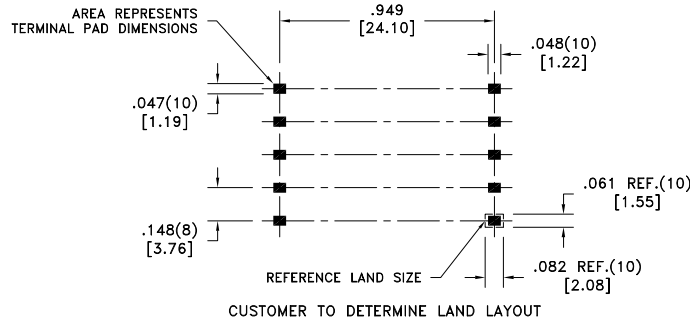 AREA REPRESENTS
TERMINAL PAD DIMENSIONS
.949
[24.10]
.048(10)
[1.22]
.047(10)
[1.19]
.061 REF.(10)
[1.55]
.148(8)
[3.76]
REFERENCE LAND SIZE
.082 REF.(10)
[2.08]
CUSTOMER TO DETERMINE LAND LAYOUT